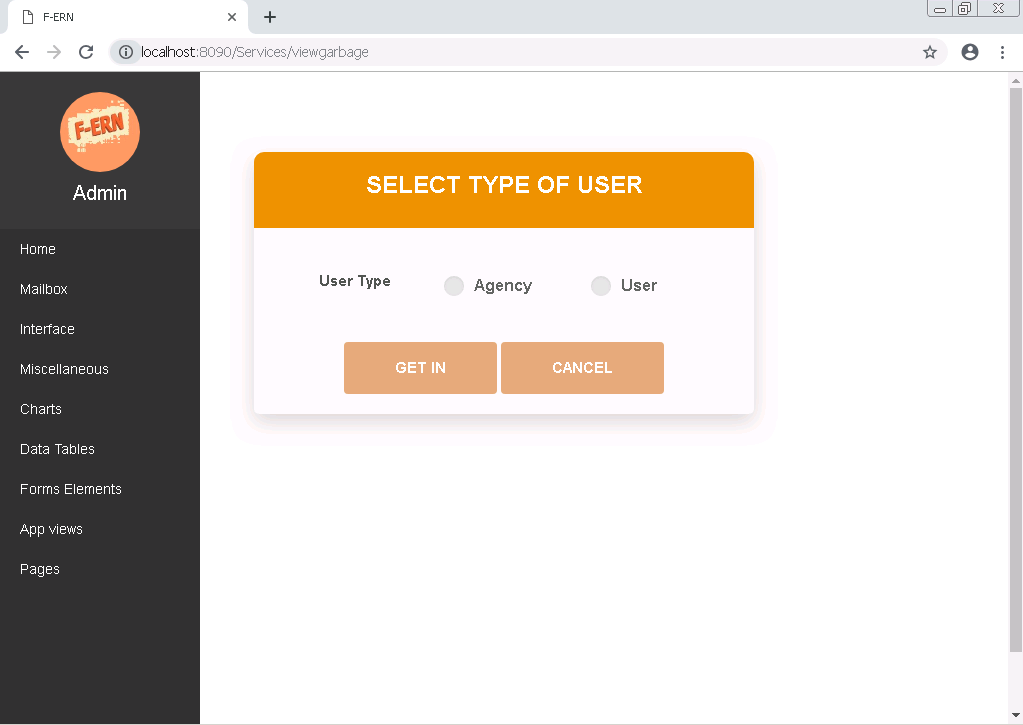 F-ERN
localhost:8090/Services/viewgarbage
F-ERN
Admin
Home
Mailbox
Interface
Miscellaneous
Charts
Data Tables
Forms Elements
App views
Pages
SELECT TYPE OF USER
User Type Agency User
GET IN CANCEL